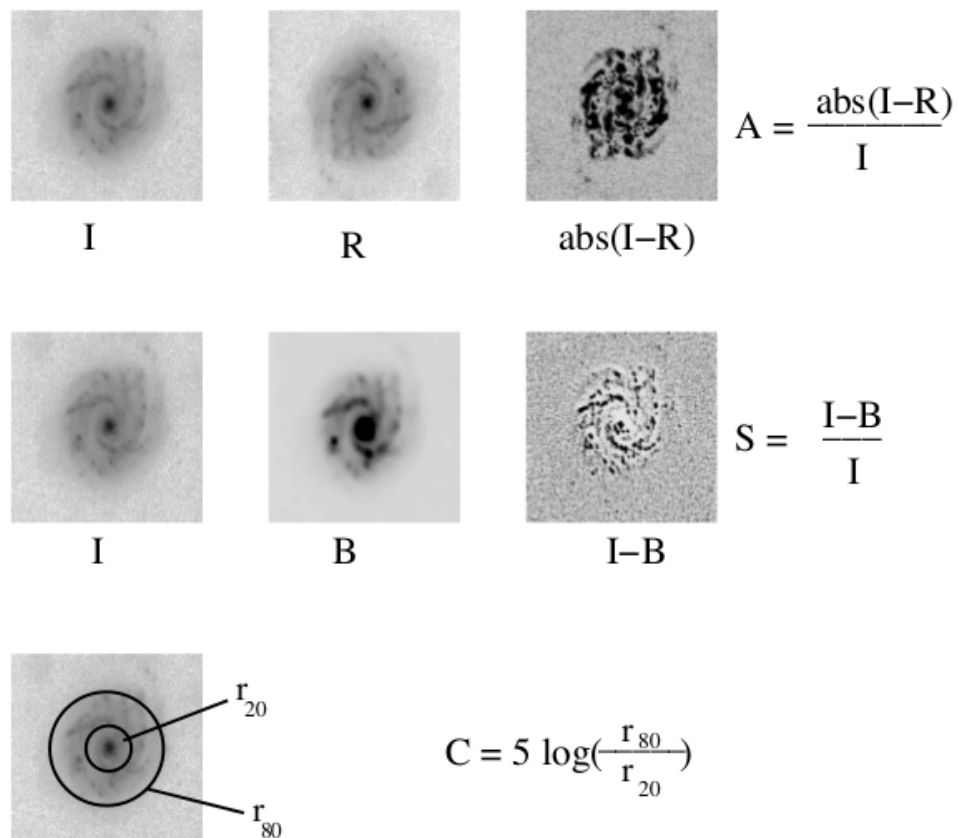 I
R
abs(I−R)
A = abs(I−R)
I
I
B
I−B
S = I−B
I
r20
r80
C = 5 log(r80
r20)